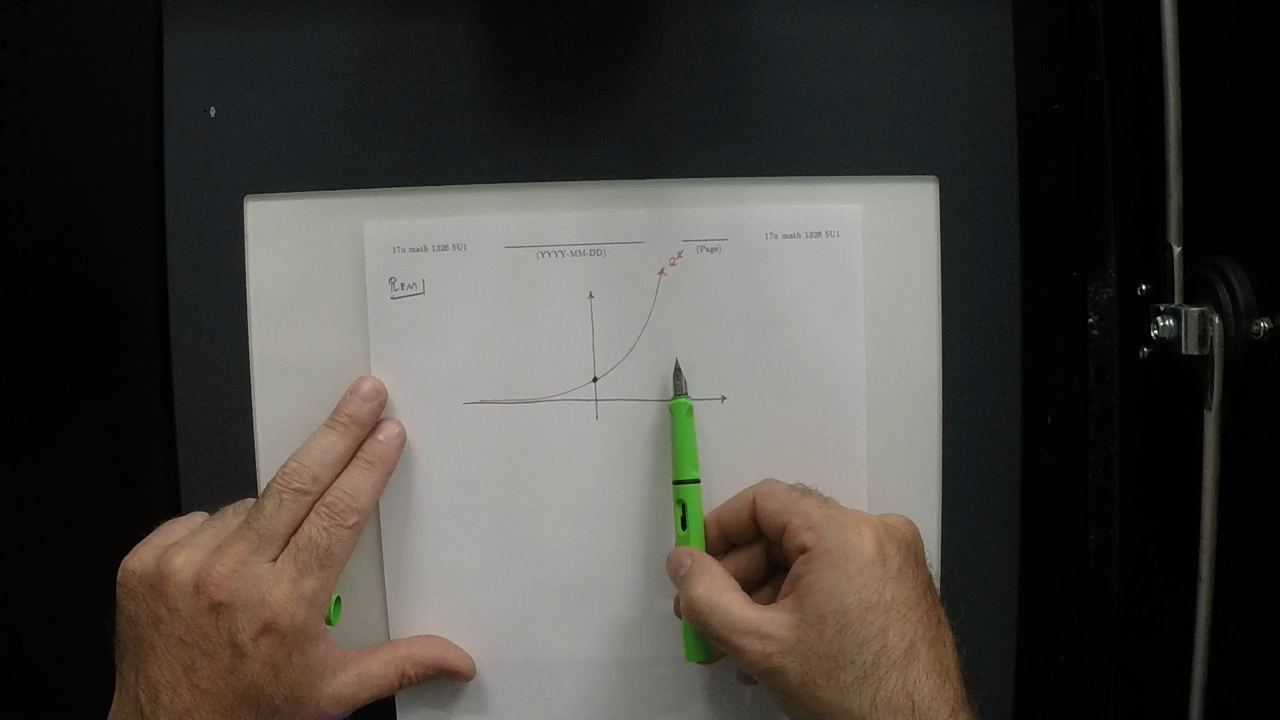 17u math 1326 5U1
(YYYY-MM-DD)
(Page)
17u math 1326 5U1
REM
2^x